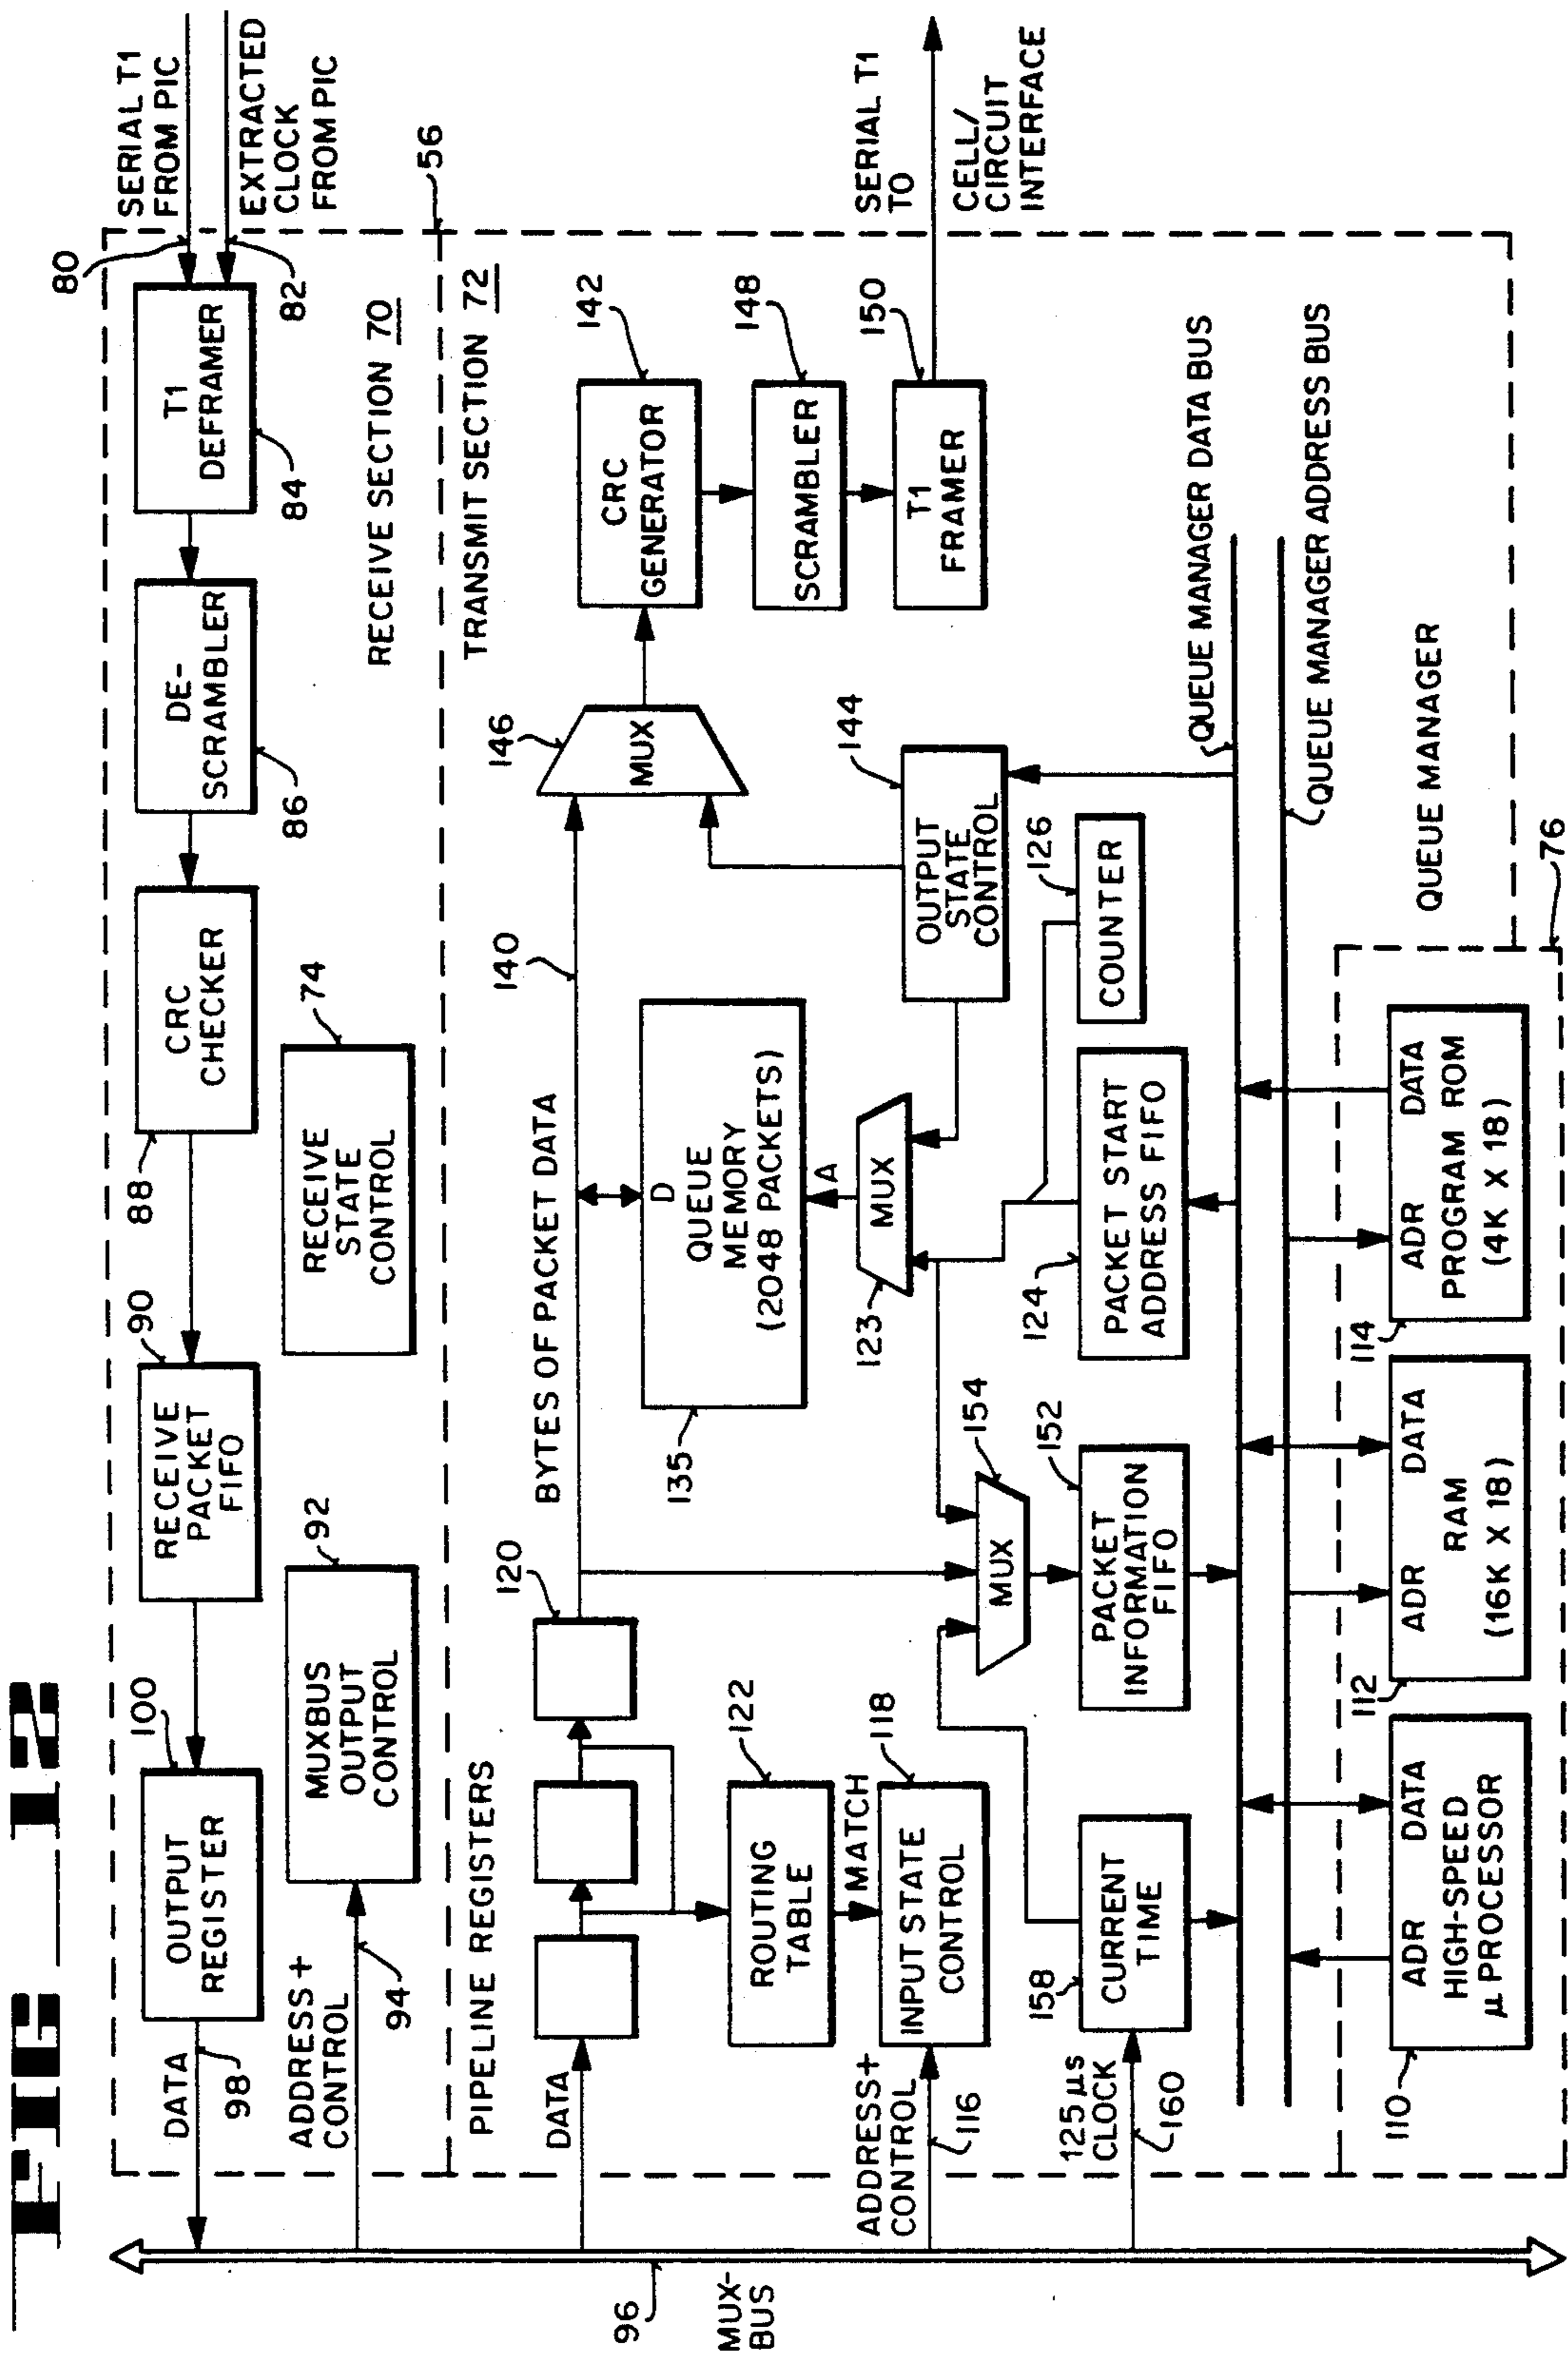 FIG_12
SERIAL T1
FROM PIC
EXTRACTED
CLOCK
FROM PIC
80
82
56
T1
DEFRAMER
84
DE-
SCRAMBLER
86
CRC
CHECKER
88
RECEIVE
PACKET
FIFO
90
OUTPUT
REGISTER
100
DATA
98
RECEIVE SECTION 70
RECEIVE
STATE
CONTROL
74
MUXBUS
OUTPUT
CONTROL
92
ADDRESS+
CONTROL
94
MUX-
BUS
96
TRANSMIT SECTION 72
PIPELINE REGISTERS
DATA
120
BYTES OF PACKET DATA
140
MUX
146
CRC
GENERATOR
142
SCRAMBLER
148
T1
FRAMER
150
SERIAL T1
TO
CELL/
CIRCUIT
INTERFACE
ROUTING
TABLE
122
MATCH
INPUT STATE
CONTROL
118
ADDRESS+
CONTROL
116
D
QUEUE
MEMORY
(2048 PACKETS)
A
135
MUX
123
OUTPUT
STATE
CONTROL
144
COUNTER
126
PACKET START
ADDRESS FIFO
124
MUX
154
PACKET
INFORMATION
FIFO
152
CURRENT
TIME
158
125 μs
CLOCK
160
QUEUE MANAGER DATA BUS
QUEUE MANAGER ADDRESS BUS
QUEUE MANAGER
76
ADR DATA
HIGH-SPEED
μ PROCESSOR
110
ADR DATA
RAM
(16K X 18)
112
ADR DATA
PROGRAM ROM
(4K X 18)
114